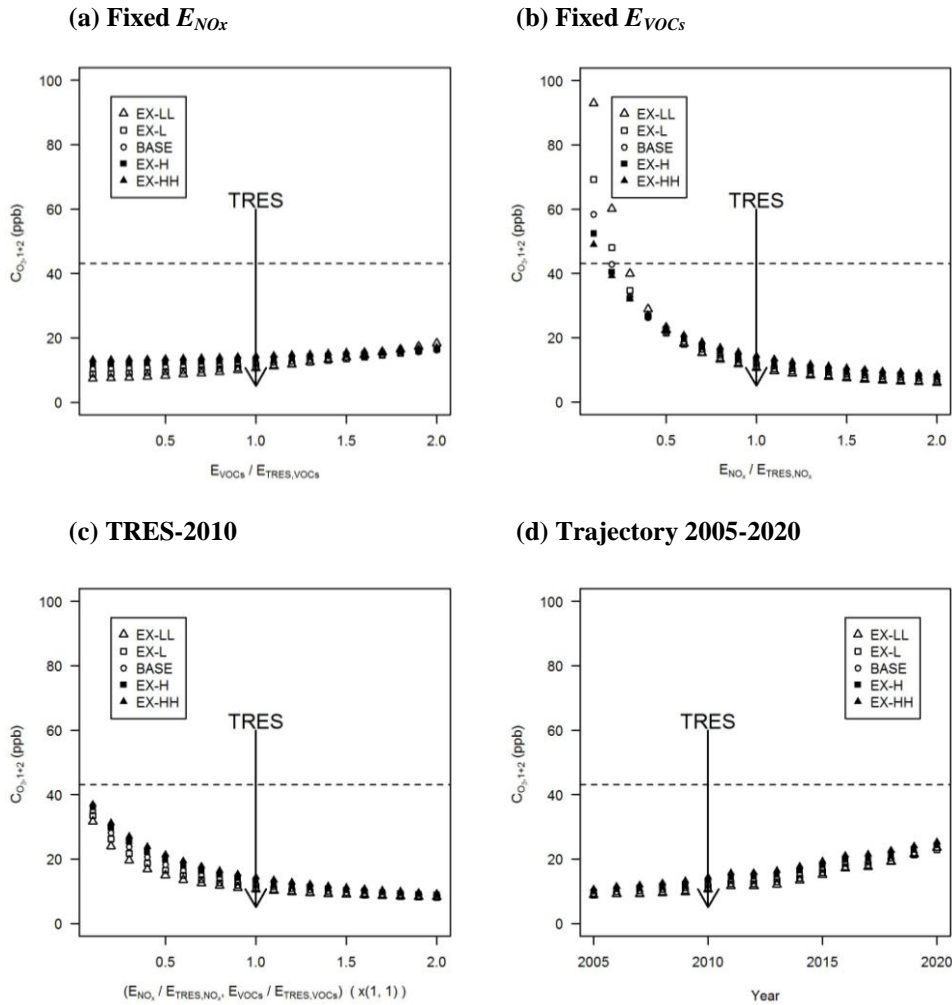 (a) Fixed E_NOx
C_O3,1+2 (ppb)
100
80
60
40
20
0
EX-LL
EX-L
BASE
EX-H
EX-HH
TRES
0.5 1.0 1.5 2.0
E_VOCs / E_TRES,VOCs
(b) Fixed E_VOCs
C_O3,1+2 (ppb)
100
80
60
40
20
0
EX-LL
EX-L
BASE
EX-H
EX-HH
TRES
0.5 1.0 1.5 2.0
E_NOx / E_TRES,NOx
(c) TRES-2010
C_O3,1+2 (ppb)
100
80
60
40
20
0
EX-LL
EX-L
BASE
EX-H
EX-HH
TRES
0.5 1.0 1.5 2.0
(E_NOx / E_TRES,NOx, E_VOCs / E_TRES,VOCs) ( x(1, 1) )
(d) Trajectory 2005-2020
C_O3,1+2 (ppb)
100
80
60
40
20
0
EX-LL
EX-L
BASE
EX-H
EX-HH
TRES
2005 2010 2015 2020
Year